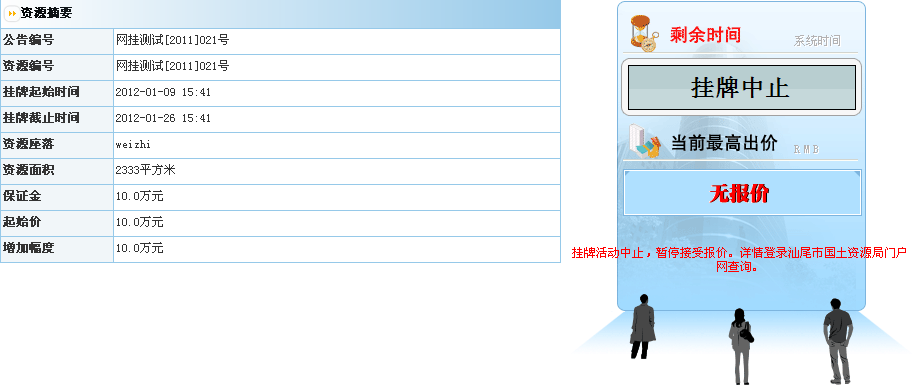 资源摘要
公告编号 网挂测试[2011]021号
资源编号 网挂测试[2011]021号
挂牌起始时间 2012-01-09 15:41
挂牌截止时间 2012-01-26 15:41
资源座落 weizhi
资源面积 2333平方米
保证金 10.0万元
起始价 10.0万元
增加幅度 10.0万元
剩余时间 系统时间
挂牌中止
当前最高出价 RMB
无报价
挂牌活动中止，暂停接受报价。详情登录汕尾市国土资源局门户
网查询。